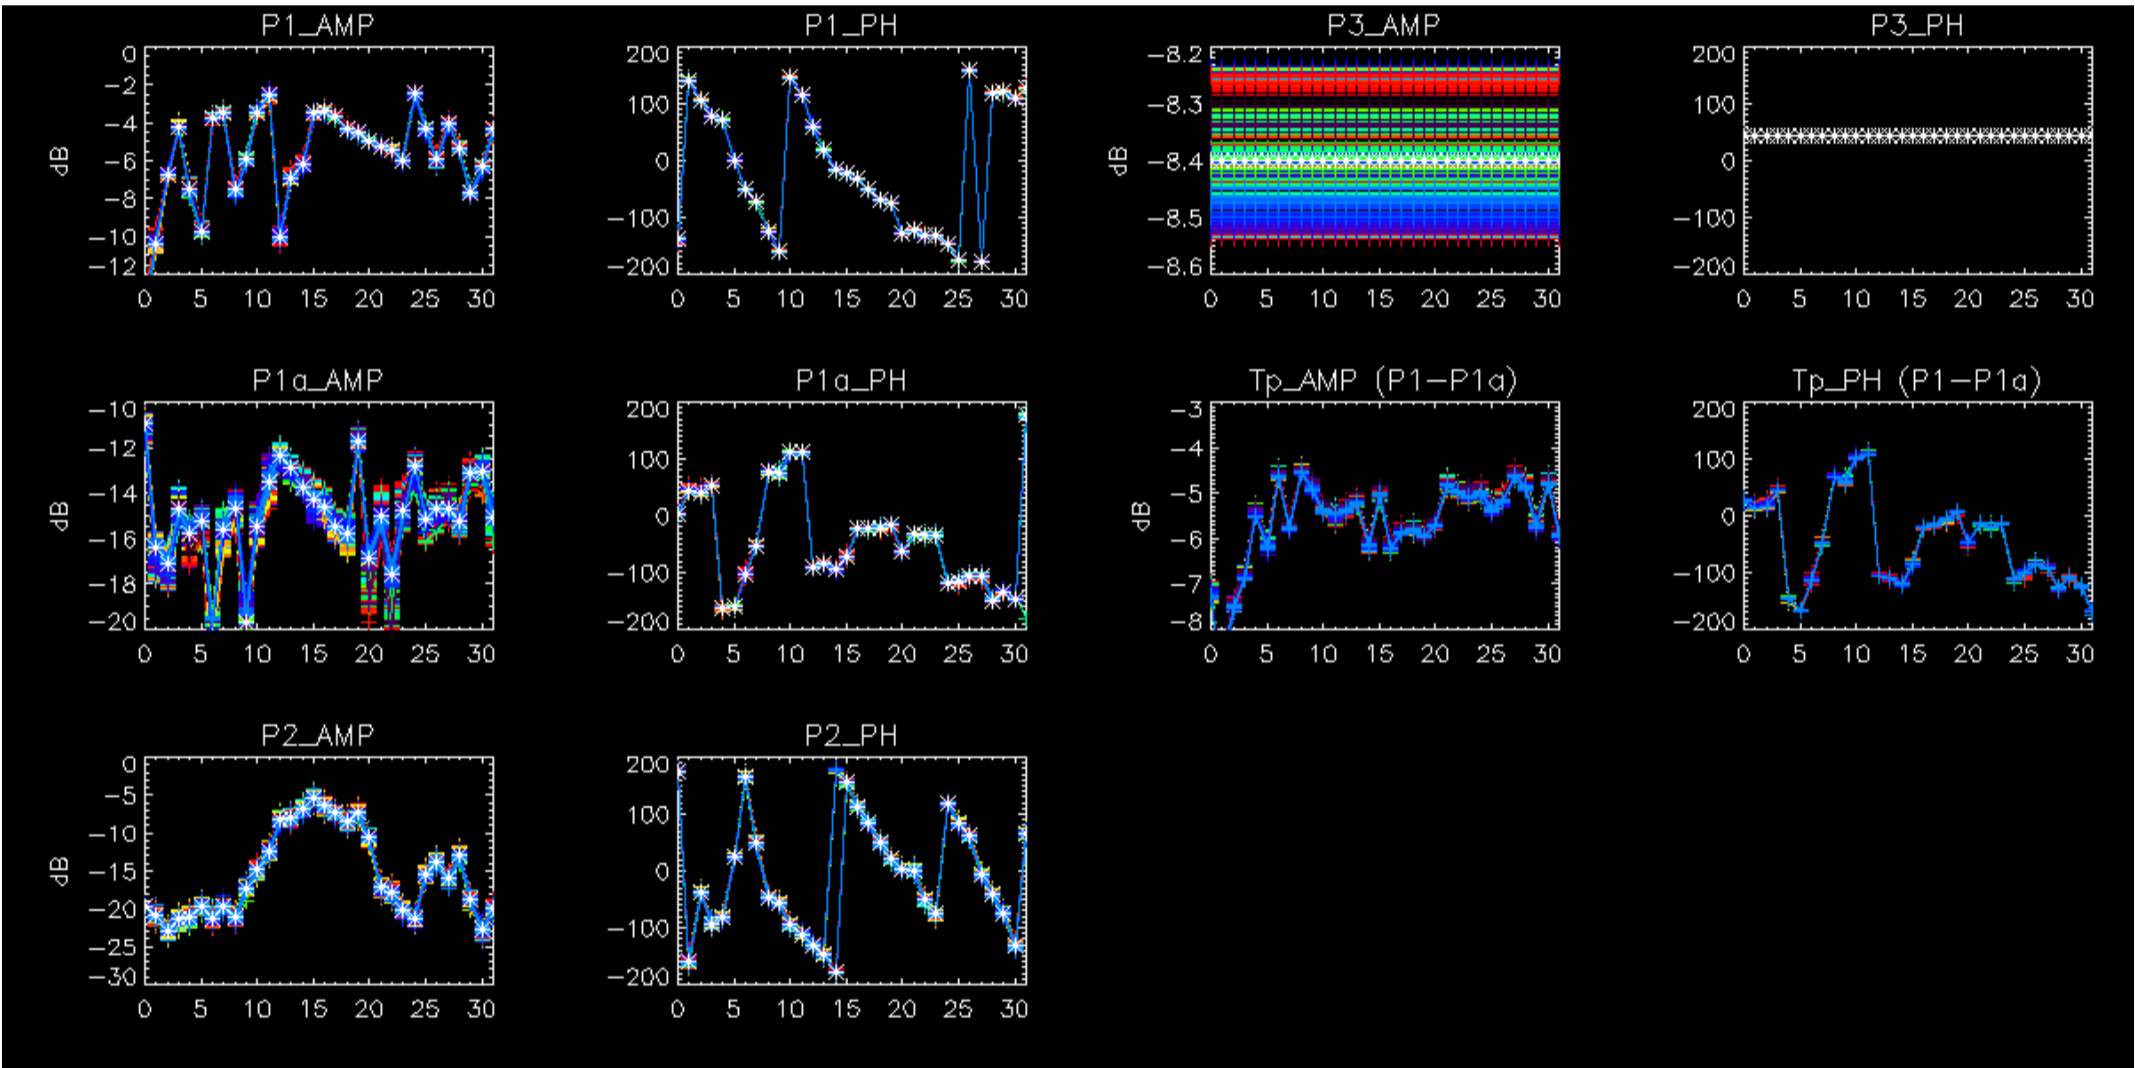 P1_AMP
dB
0
−2
−4
−6
−8
−10
−12
0 5 10 15 20 25 30
P1_PH
200
100
0
−100
−200
0 5 10 15 20 25 30
P3_AMP
dB
−8.2
−8.3
−8.4
−8.5
−8.6
0 5 10 15 20 25 30
P3_PH
200
100
0
−100
−200
0 5 10 15 20 25 30
P1a_AMP
dB
−10
−12
−14
−16
−18
−20
0 5 10 15 20 25 30
P1a_PH
200
100
0
−100
−200
0 5 10 15 20 25 30
Tp_AMP (P1−P1a)
dB
−3
−4
−5
−6
−7
−8
0 5 10 15 20 25 30
Tp_PH (P1−P1a)
200
100
0
−100
−200
0 5 10 15 20 25 30
P2_AMP
dB
0
−5
−10
−15
−20
−25
−30
0 5 10 15 20 25 30
P2_PH
200
100
0
−100
−200
0 5 10 15 20 25 30